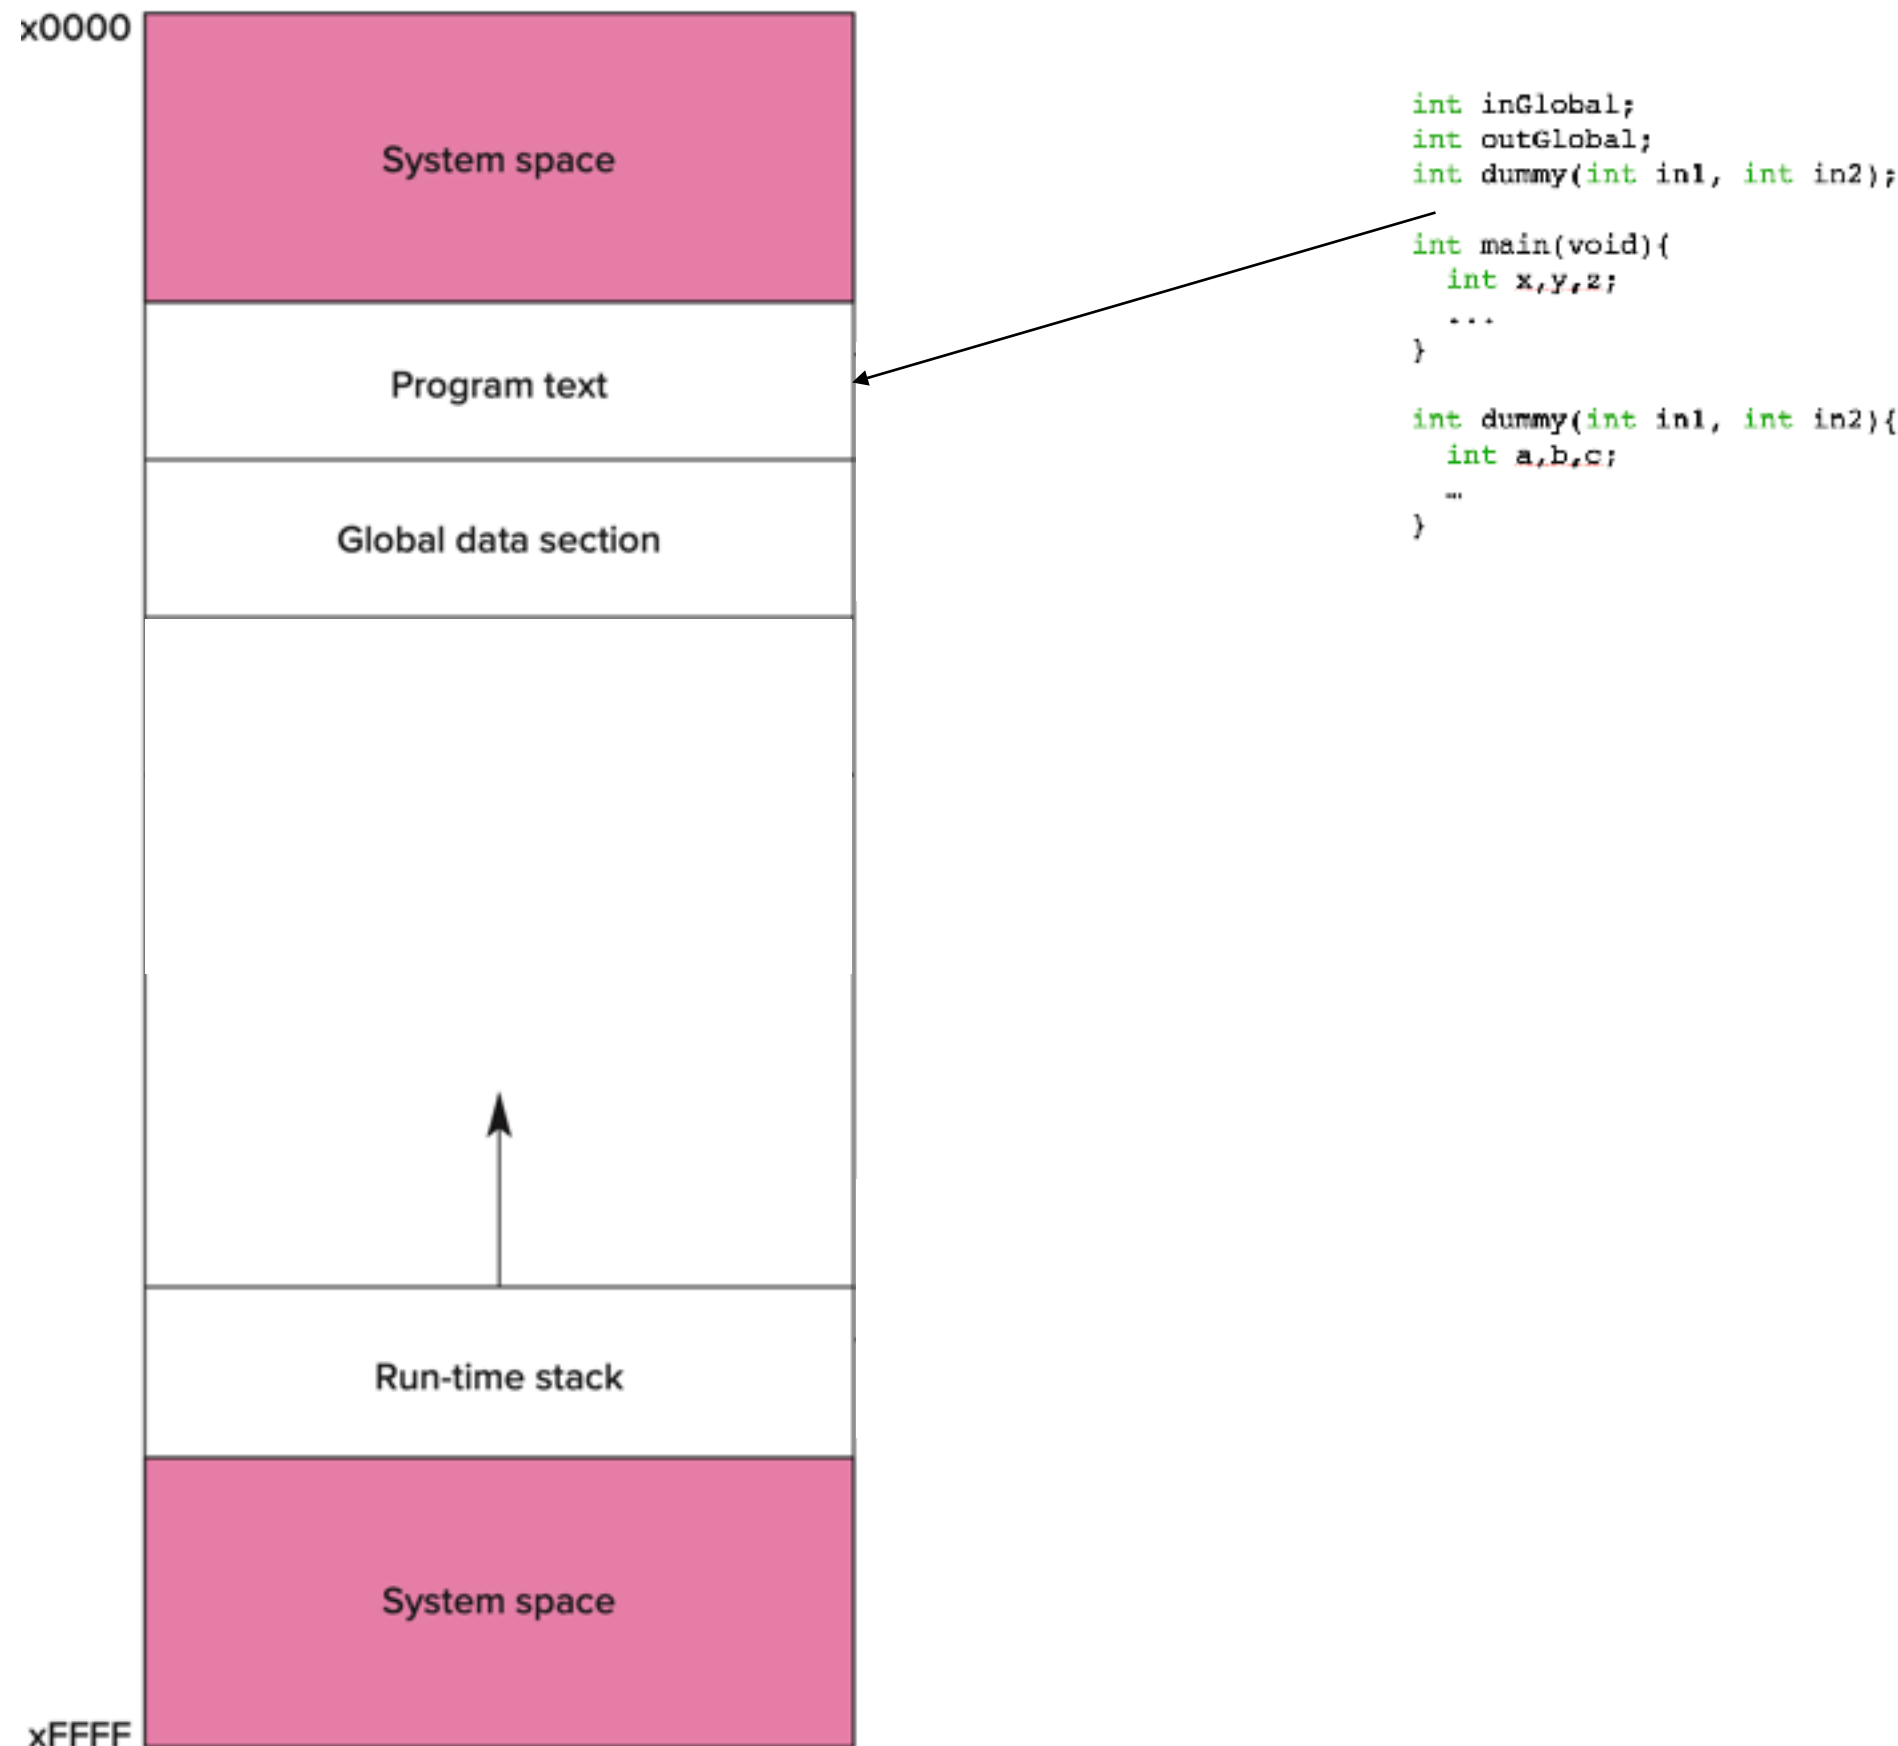 x0000
System space
Program text
Global data section
Run-time stack
System space
xFFFF
int inGlobal;
int outGlobal;
int dummy(int in1, int in2);
int main(void){
int x,y,z;
...
}
int dummy(int in1, int in2){
int a,b,c;
…
}